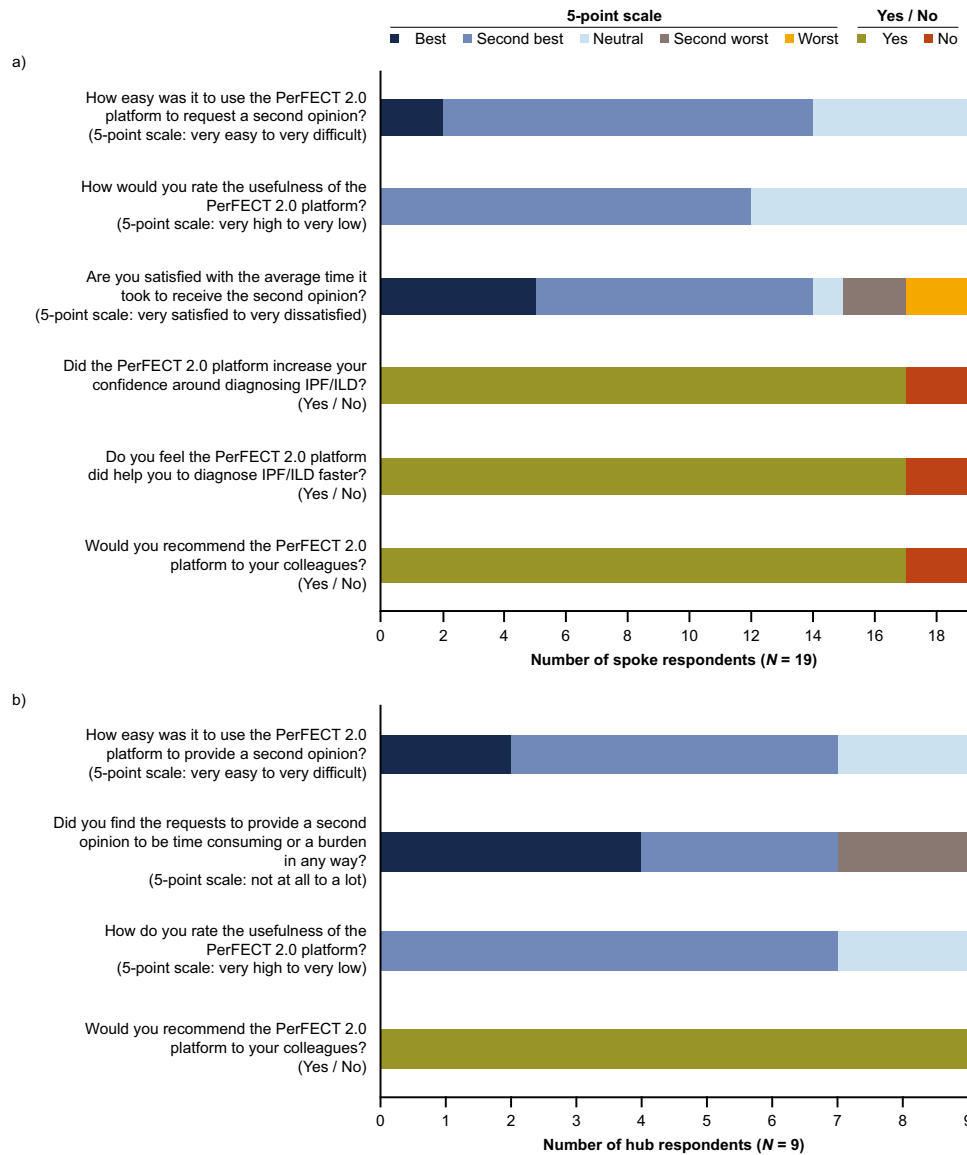 5-point scale Yes / No
Best Second best Neutral Second worst Worst Yes No
a)
How easy was it to use the PerFECT 2.0
platform to request a second opinion?
(5-point scale: very easy to very difficult)
How would you rate the usefulness of the
PerFECT 2.0 platform?
(5-point scale: very high to very low)
Are you satisfied with the average time it
took to receive the second opinion?
(5-point scale: very satisfied to very dissatisfied)
Did the PerFECT 2.0 platform increase your
confidence around diagnosing IPF/ILD?
(Yes / No)
Do you feel the PerFECT 2.0 platform
did help you to diagnose IPF/ILD faster?
(Yes / No)
Would you recommend the PerFECT 2.0
platform to your colleagues?
(Yes / No)
0 2 4 6 8 10 12 14 16 18
Number of spoke respondents (N = 19)
b)
How easy was it to use the PerFECT 2.0
platform to provide a second opinion?
(5-point scale: very easy to very difficult)
Did you find the requests to provide a second
opinion to be time consuming or a burden
in any way?
(5-point scale: not at all to a lot)
How do you rate the usefulness of the
PerFECT 2.0 platform?
(5-point scale: very high to very low)
Would you recommend the PerFECT 2.0
platform to your colleagues?
(Yes / No)
0 1 2 3 4 5 6 7 8 9
Number of hub respondents (N = 9)